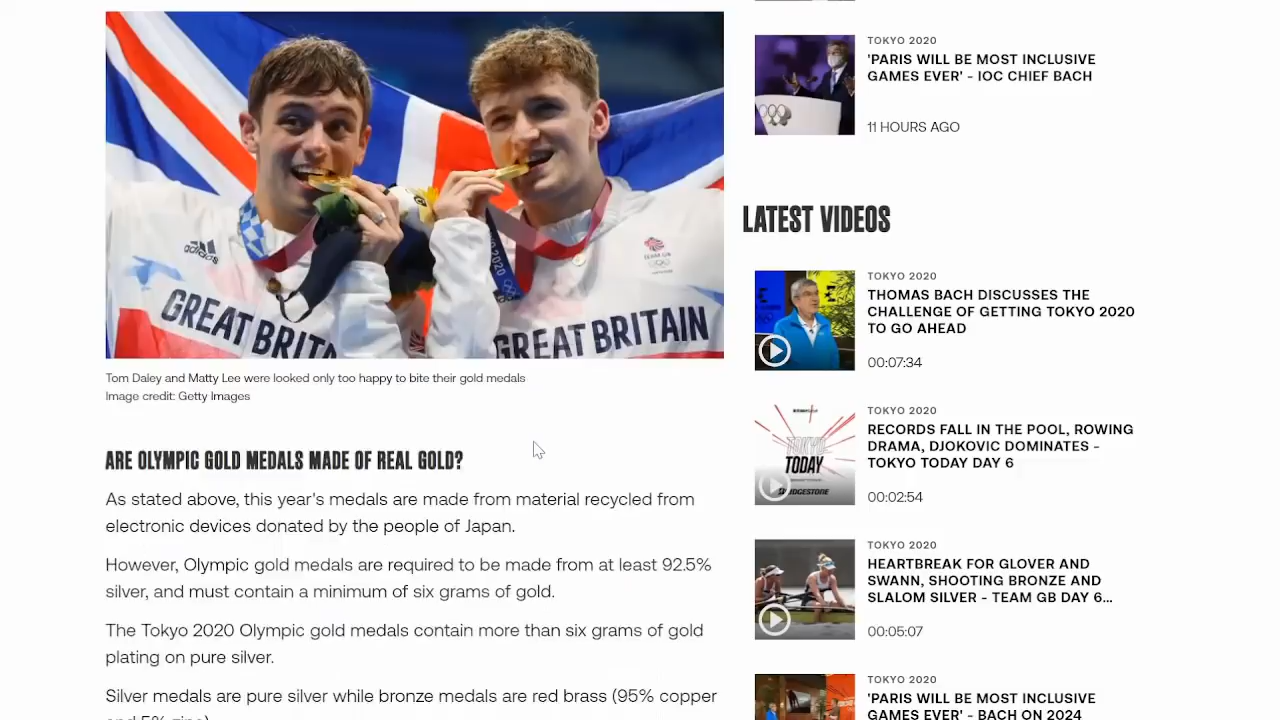 adidas
GREAT BRITAIN
GREAT BRITAIN
Tom Daley and Matty Lee were looked only too happy to bite their gold medals
Image credit: Getty Images
ARE OLYMPIC GOLD MEDALS MADE OF REAL GOLD?
As stated above, this year's medals are made from material recycled from
electronic devices donated by the people of Japan.
However, Olympic gold medals are required to be made from at least 92.5%
silver, and must contain a minimum of six grams of gold.
The Tokyo 2020 Olympic gold medals contain more than six grams of gold
plating on pure silver.
Silver medals are pure silver while bronze medals are red brass (95% copper
and 5% zinc)
TOKYO 2020
'PARIS WILL BE MOST INCLUSIVE
GAMES EVER' - IOC CHIEF BACH
11 HOURS AGO
LATEST VIDEOS
TOKYO 2020
THOMAS BACH DISCUSSES THE
CHALLENGE OF GETTING TOKYO 2020
TO GO AHEAD
00:07:34
TOKYO
TODAY
BRIDGESTONE
TOKYO 2020
RECORDS FALL IN THE POOL, ROWING
DRAMA, DJOKOVIC DOMINATES -
TOKYO TODAY DAY 6
00:02:54
TOKYO 2020
HEARTBREAK FOR GLOVER AND
SWANN, SHOOTING BRONZE AND
SLALOM SILVER - TEAM GB DAY 6...
00:05:07
TOKYO 2020
'PARIS WILL BE MOST INCLUSIVE
GAMES EVER' - BACH ON 2024